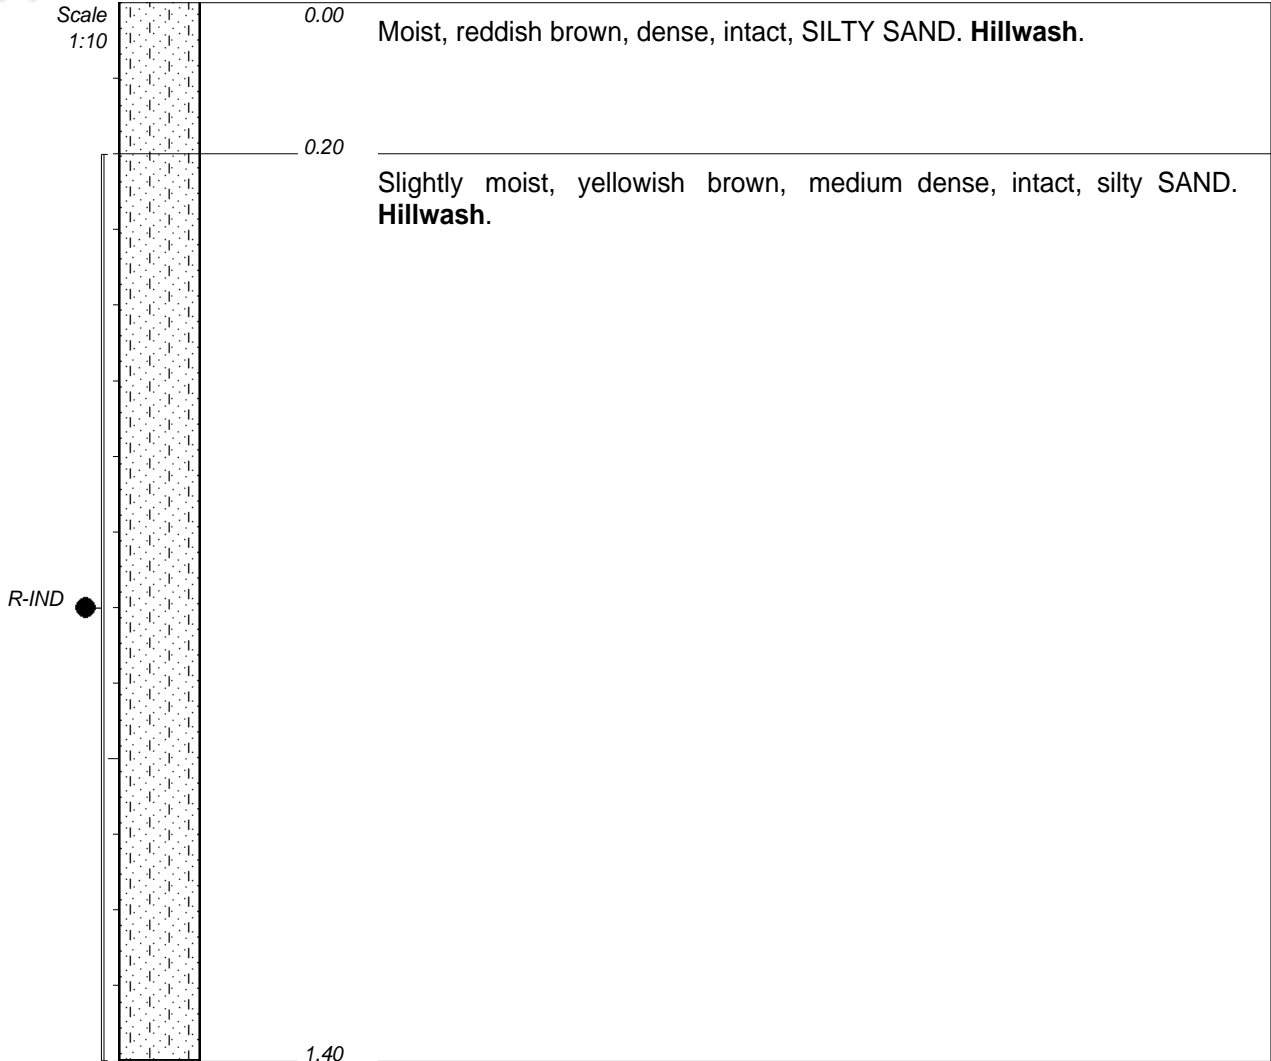 Scale
1:10
0.00
Moist, reddish brown, dense, intact, SILTY SAND. Hillwash.
0.20
Slightly moist, yellowish brown, medium dense, intact, silty SAND.
Hillwash.
R-IND
1.40